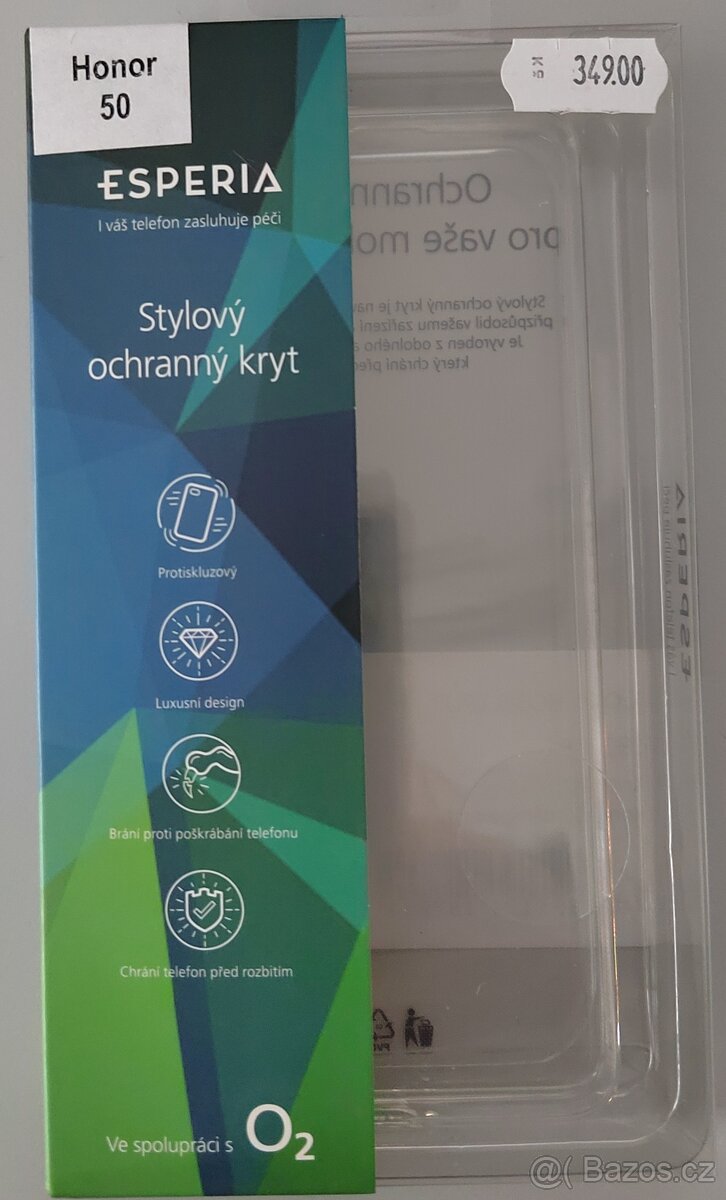 Honor
50
ESPERIA
I váš telefon zasluhuje péči
Stylový
ochranný kryt
Protiskluzový
Luxusní design
Brání proti poškrábání telefonu
Chrání telefon před rozbitím
Ve spolupráci s O2
349.00
Ochrann
pro vaše mo
Stylový ochranný kryt je na
přizpůsobil vašemu zařízení
Je vyroben z odolného a
který chrání pře
ESPERIA
@( Bazos.cz